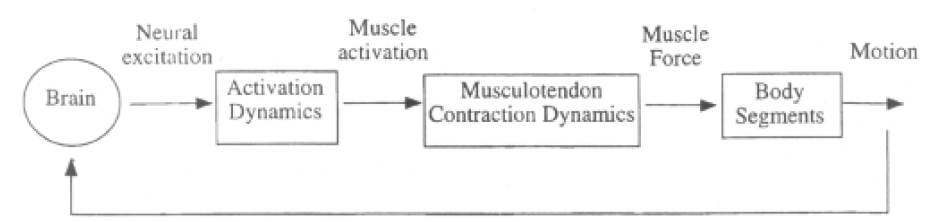 Neural
excitation
Muscle
activation
Muscle
Force
Motion
Brain
Activation
Dynamics
Musculotendon
Contraction Dynamics
Body
Segments